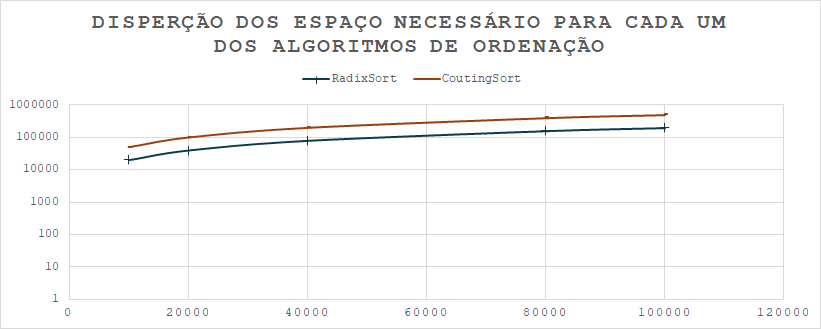 DISPERÇÃO DOS ESPAÇO NECESSÁRIO PARA CADA UM
DOS ALGORITMOS DE ORDENAÇÃO
RadixSort CoutingSort
1000000
100000
10000
1000
100
10
1
0 20000 40000 60000 80000 100000 120000